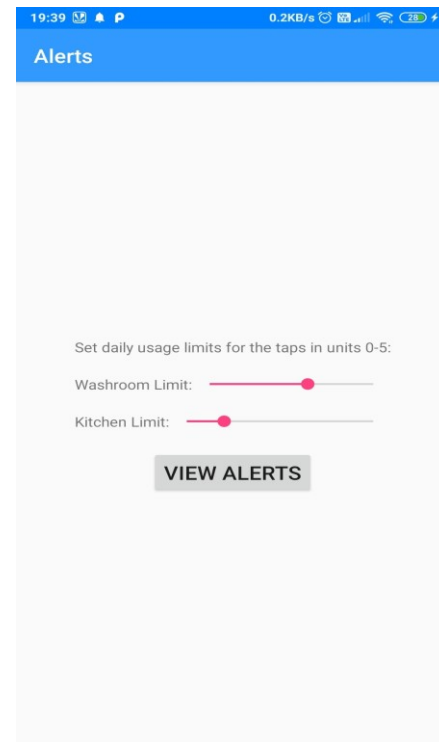 19:39 P 0.2KB/s 28
Alerts
Set daily usage limits for the taps in units 0-5:
Washroom Limit:
Kitchen Limit:
VIEW ALERTS